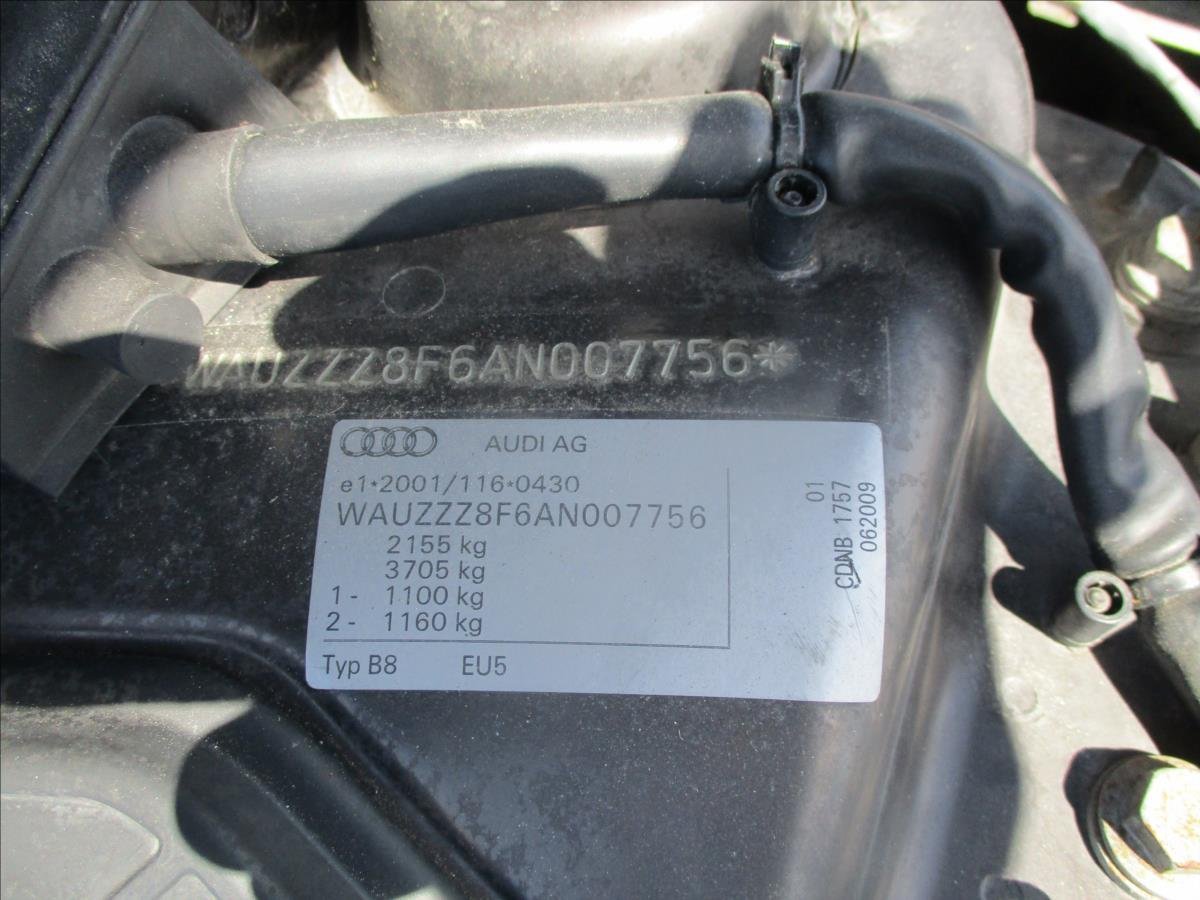 WAUZZZ8F6AN007756*
AUDI AG
e1*2001/116*0430
WAUZZZ8F6AN007756
2155 kg
3705 kg
1- 1100 kg
2- 1160 kg
Typ B8 EU5
01
CDNB 1757
062009